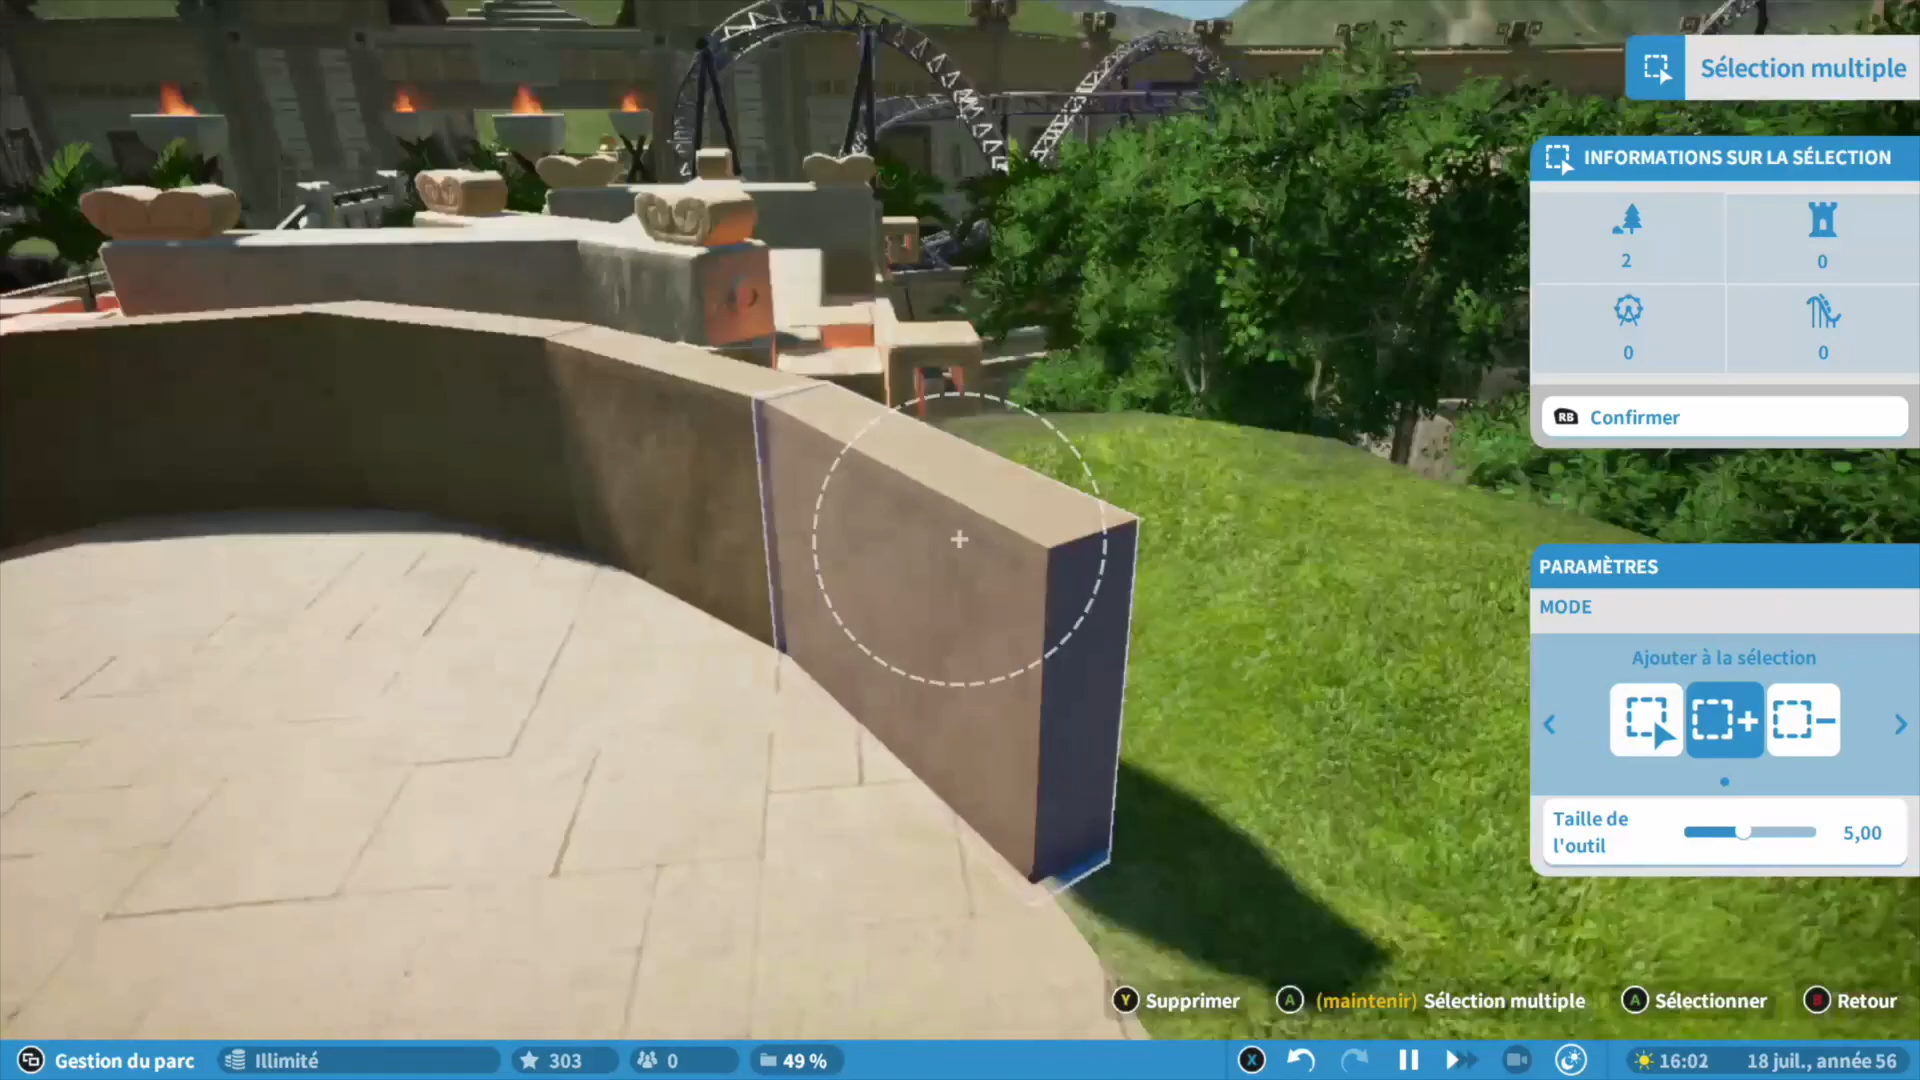 Sélection multiple
INFORMATIONS SUR LA SÉLECTION
2
0
0
0
RB Confirmer
PARAMÈTRES
MODE
Ajouter à la sélection
Taille de
l'outil
5,00
Y Supprimer A (maintenir) Sélection multiple A Sélectionner B Retour
Gestion du parc Illimité 303 0 49 % X 16:02 18 juil., année 56